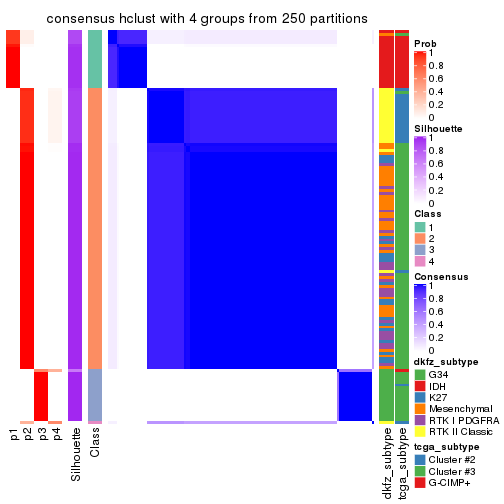 consensus hclust with 4 groups from 250 partitions
Prob
1
0.8
0.6
0.4
0.2
0
Silhouette
1
0.8
0.6
0.4
0.2
0
Class
1
2
3
4
Consensus
1
0.8
0.6
0.4
0.2
0
dkfz_subtype
G34
IDH
K27
Mesenchymal
RTK I PDGFRA
RTK II Classic
tcga_subtype
Cluster #2
Cluster #3
G-CIMP+
p1
p2
p3
p4
Silhouette
Class
dkfz_subtype
tcga_subtype